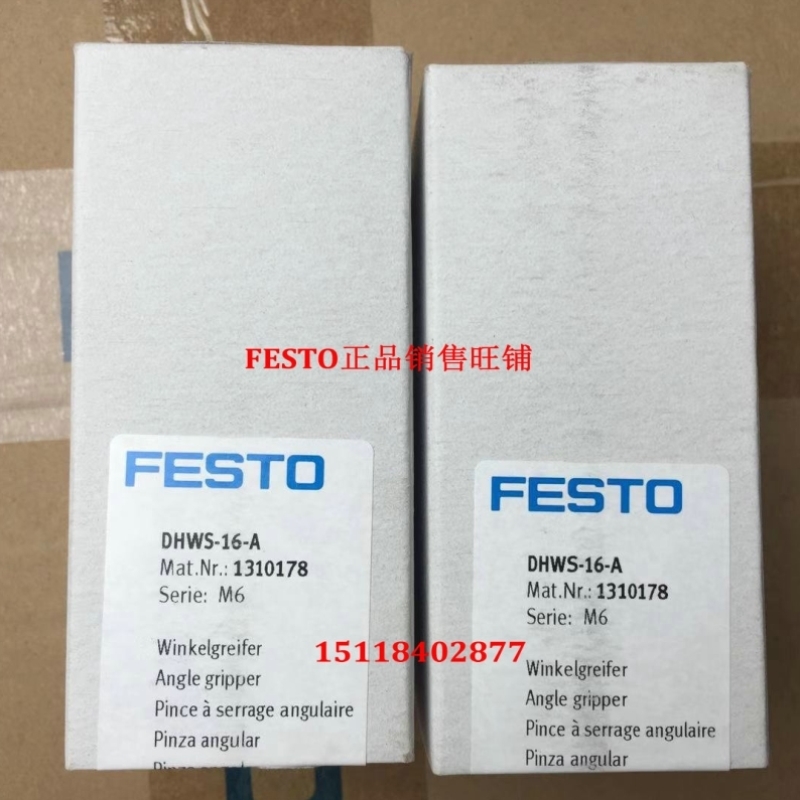 FESTO正品销售旺铺
FESTO
DHWS-16-A
Mat.Nr.: 1310178
Serie: M6
Winkelgreifer
Angle gripper
Pince à serrage angulaire
Pinza angular
15118402877
FESTO
DHWS-16-A
Mat.Nr.: 1310178
Serie: M6
Winkelgreifer
Angle gripper
Pince à serrage angulaire
Pinza angular